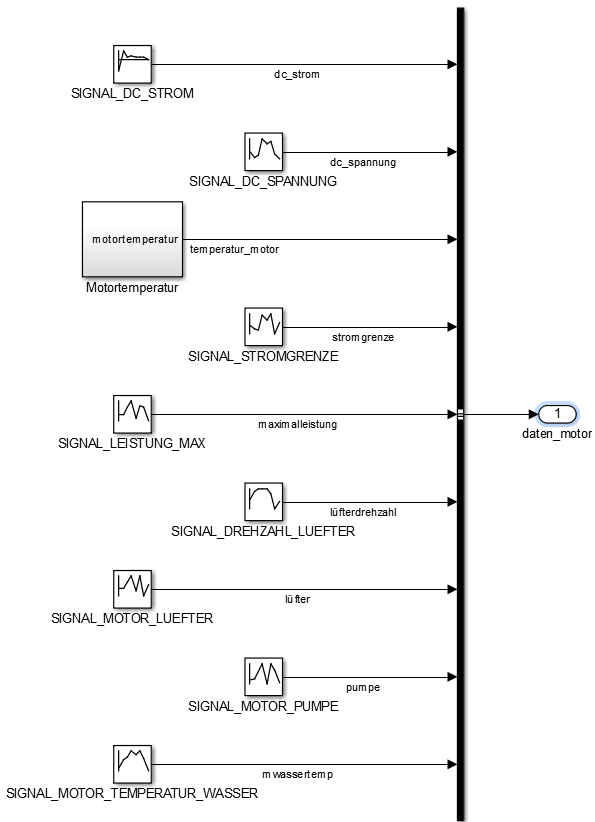 dc_strom
SIGNAL_DC_STROM
dc_spannung
SIGNAL_DC_SPANNUNG
motortemperatur
temperatur_motor
Motortemperatur
stromgrenze
SIGNAL_STROMGRENZE
maximalleistung
SIGNAL_LEISTUNG_MAX
1
daten_motor
lüfterdrehzahl
SIGNAL_DREHZAHL_LUEFTER
lüfter
SIGNAL_MOTOR_LUEFTER
pumpe
SIGNAL_MOTOR_PUMPE
mwassertemp
SIGNAL_MOTOR_TEMPERATUR_WASSER